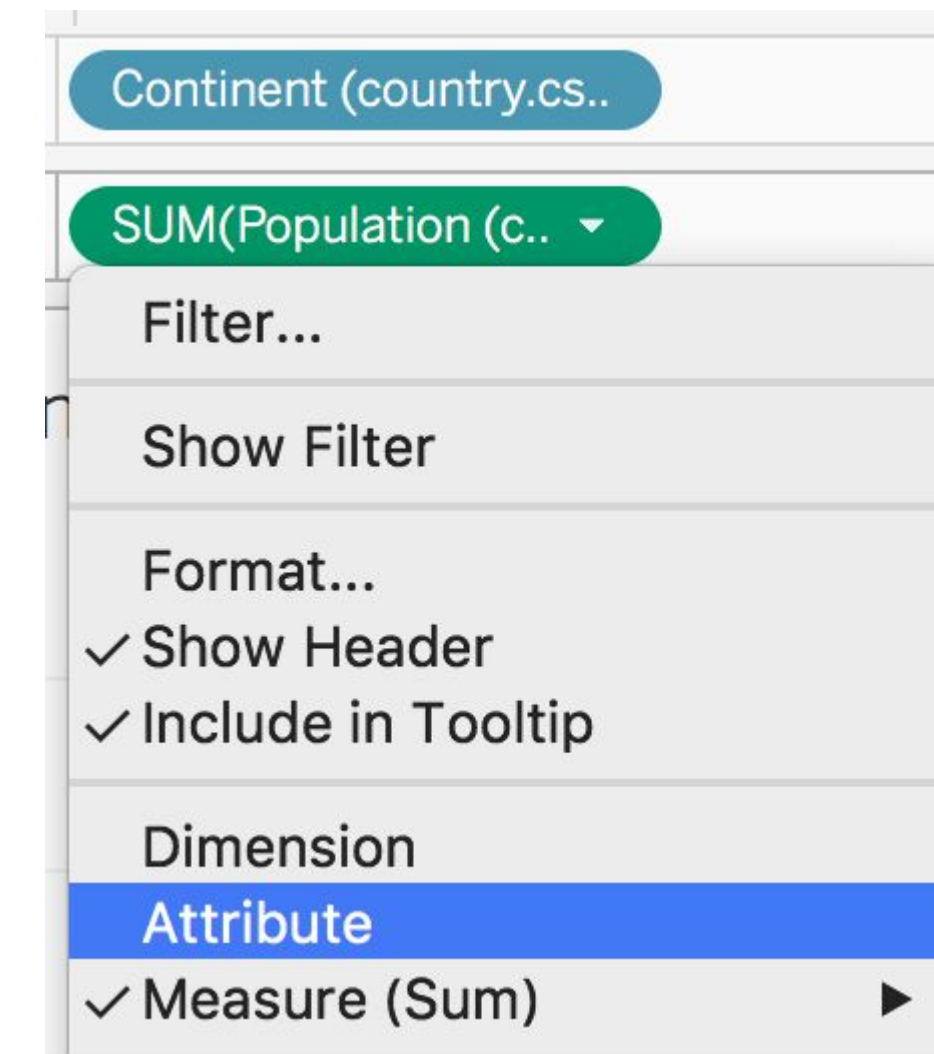 Continent (country.cs..
SUM(Population (c..
Filter...
Show Filter
Format...
✓ Show Header
✓ Include in Tooltip
Dimension
Attribute
✓ Measure (Sum)